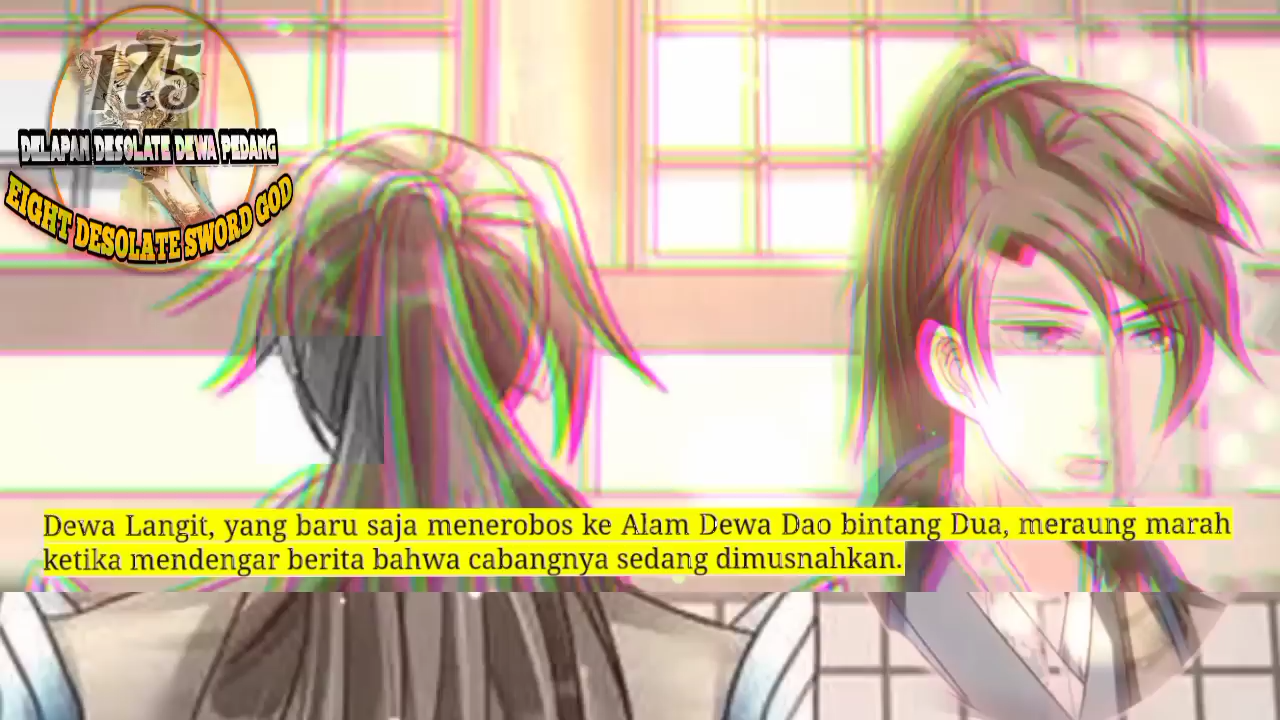 175
DELAPAN DESOLATE DEWA PEDANG
EIGHT DESOLATE SWORD GOD
Dewa Langit, yang baru saja menerobos ke Alam Dewa Dao bintang Dua, meraung marah
ketika mendengar berita bahwa cabangnya sedang dimusnahkan.